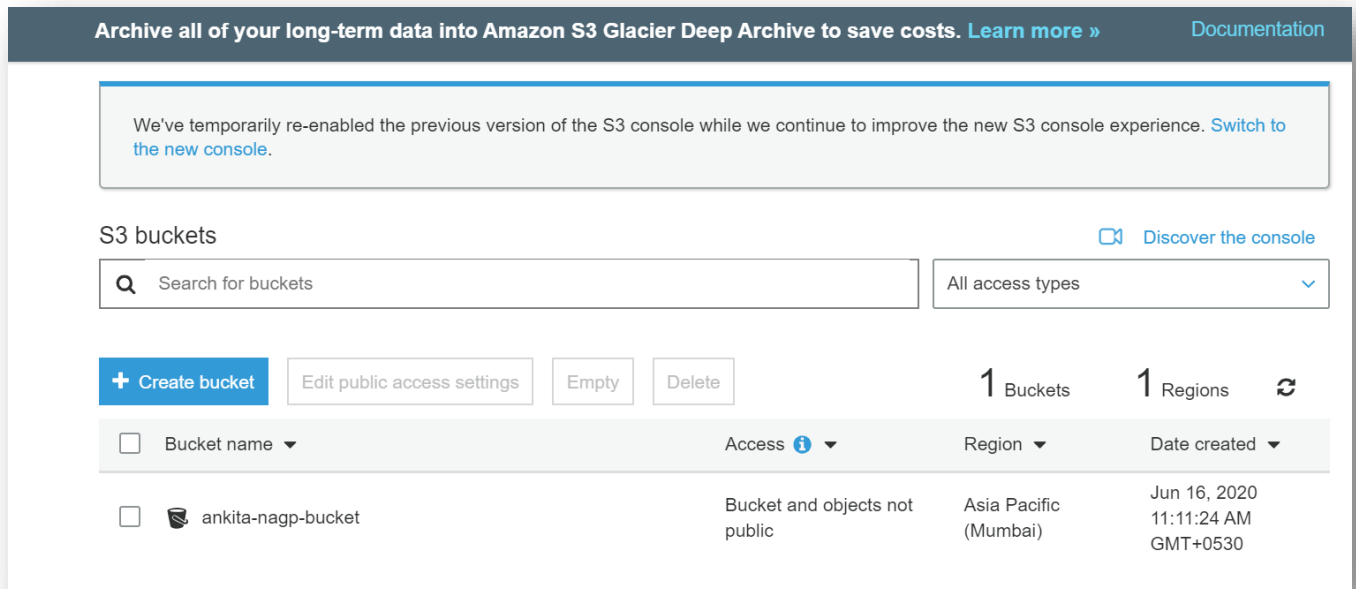 Archive all of your long-term data into Amazon S3 Glacier Deep Archive to save costs. Learn more »
Documentation
We've temporarily re-enabled the previous version of the S3 console while we continue to improve the new S3 console experience. Switch to
the new console.
S3 buckets
Discover the console
Search for buckets
All access types
Create bucket
Edit public access settings
Empty
Delete
1 Buckets
1 Regions
Bucket name
Access
Region
Date created
ankita-nagp-bucket
Bucket and objects not
public
Asia Pacific
(Mumbai)
Jun 16, 2020
11:11:24 AM
GMT+0530